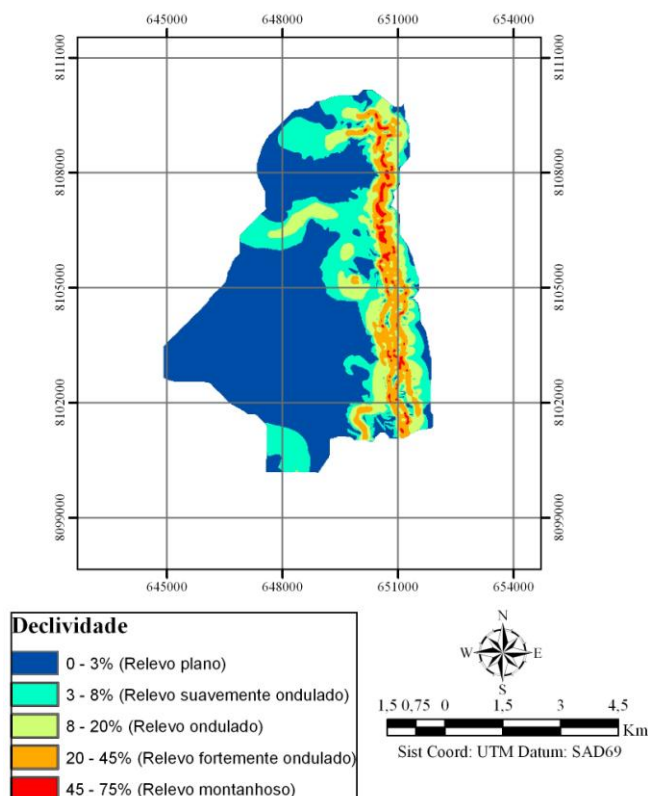 645000 648000 651000 654000
8111000 8111000
8108000 8108000
8105000 8105000
8102000 8102000
8099000 8099000
645000 648000 651000 654000
Declividade
0 - 3% (Relevo plano)
3 - 8% (Relevo suavemente ondulado)
8 - 20% (Relevo ondulado)
20 - 45% (Relevo fortemente ondulado)
45 - 75% (Relevo montanhoso)
N
W E
S
1,5 0,75 0 1,5 3 4,5
Km
Sist Coord: UTM Datum: SAD69